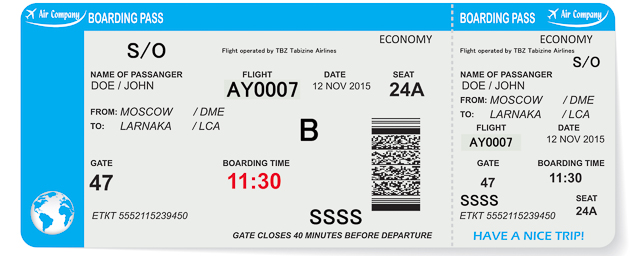 Air Company BOARDING PASS
ECONOMY
S/O
Flight operated by TBZ Tabizine Airlines
NAME OF PASSANGER
DOE / JOHN
FLIGHT
AY0007
DATE
12 NOV 2015
SEAT
24A
FROM: MOSCOW / DME
TO: LARNAKA / LCA
B
GATE
47
BOARDING TIME
11:30
ETKT 5552115239450
SSSS
GATE CLOSES 40 MINUTES BEFORE DEPARTURE
BOARDING PASS Air Company
ECONOMY
Flight operated by TBZ Tabizine Airlines
S/O
NAME OF PASSANGER
DOE / JOHN
FROM: MOSCOW / DME
TO: LARNAKA / LCA
FLIGHT
AY0007
DATE
12 NOV 2015
GATE
47
BOARDING TIME
11:30
SSSS
SEAT
24A
ETKT 5552115239450
HAVE A NICE TRIP!